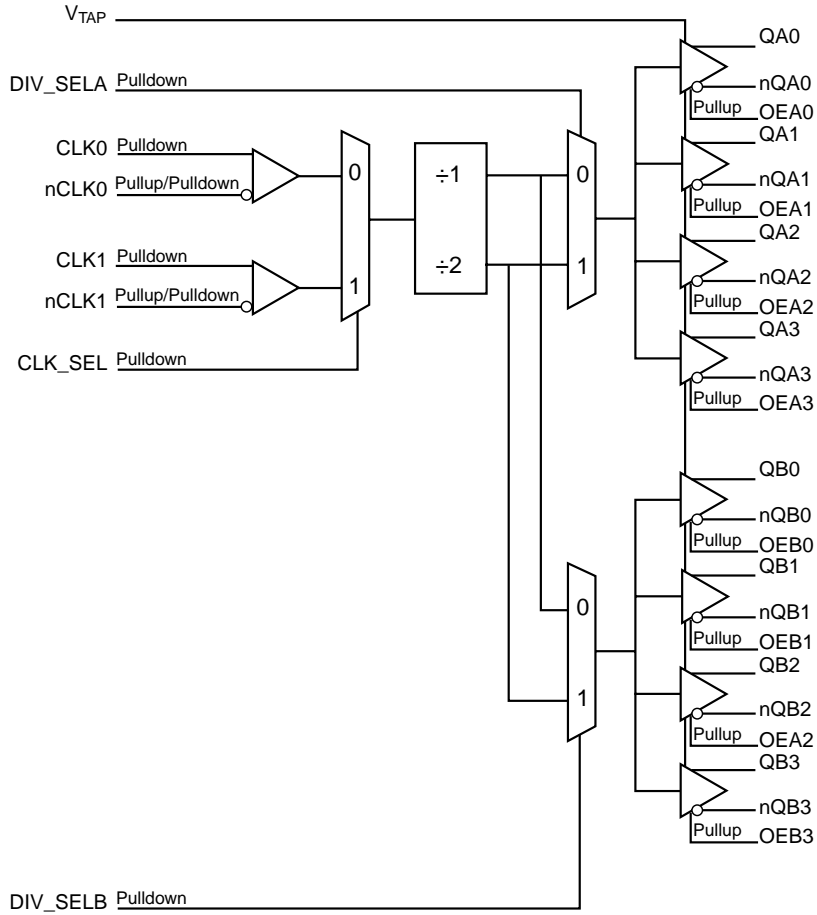 VTAP
DIV_SELA Pulldown
CLK0 Pulldown
nCLK0 Pullup/Pulldown
CLK1 Pulldown
nCLK1 Pullup/Pulldown
CLK_SEL Pulldown
0
1
÷1
÷2
0
1
QA0
nQA0
Pullup OEA0
QA1
nQA1
Pullup OEA1
QA2
nQA2
Pullup OEA2
QA3
nQA3
Pullup OEA3
0
1
QB0
nQB0
Pullup OEB0
QB1
nQB1
Pullup OEB1
QB2
nQB2
Pullup OEA2
QB3
nQB3
Pullup OEB3
DIV_SELB Pulldown